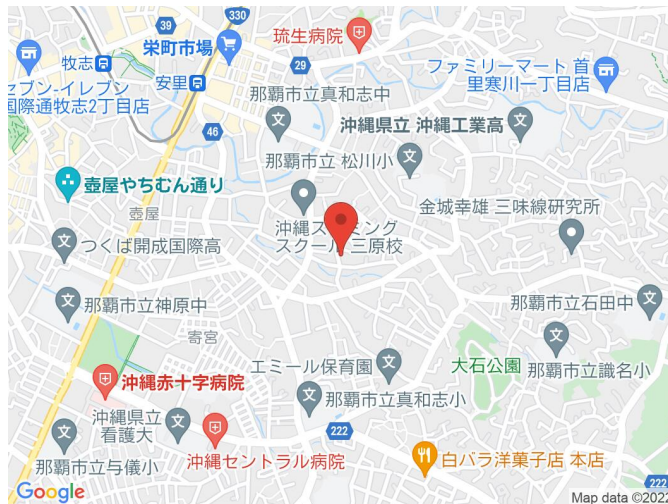 330
39
琉生病院
栄町市場
牧志
29
ファミリーマート 首
里寒川一丁目店
セブン-イレブン
国際通牧志2丁目店
安里
那覇市立真和志中
46
沖縄県立 沖縄工業高
那覇市立 松川小
壺屋やちむん通り
壺屋
金城幸雄 三味線研究所
沖縄スイミング
スクール 三原校
つくば開成国際高
那覇市立石田中
那覇市立神原中
寄宮
エミール保育園
大石公園
那覇市立識名小
沖縄赤十字病院
那覇市立真和志小
沖縄県立
看護大
222
沖縄セントラル病院
白バラ洋菓子店 本店
那覇市立与儀小
222
Google
Map data ©202